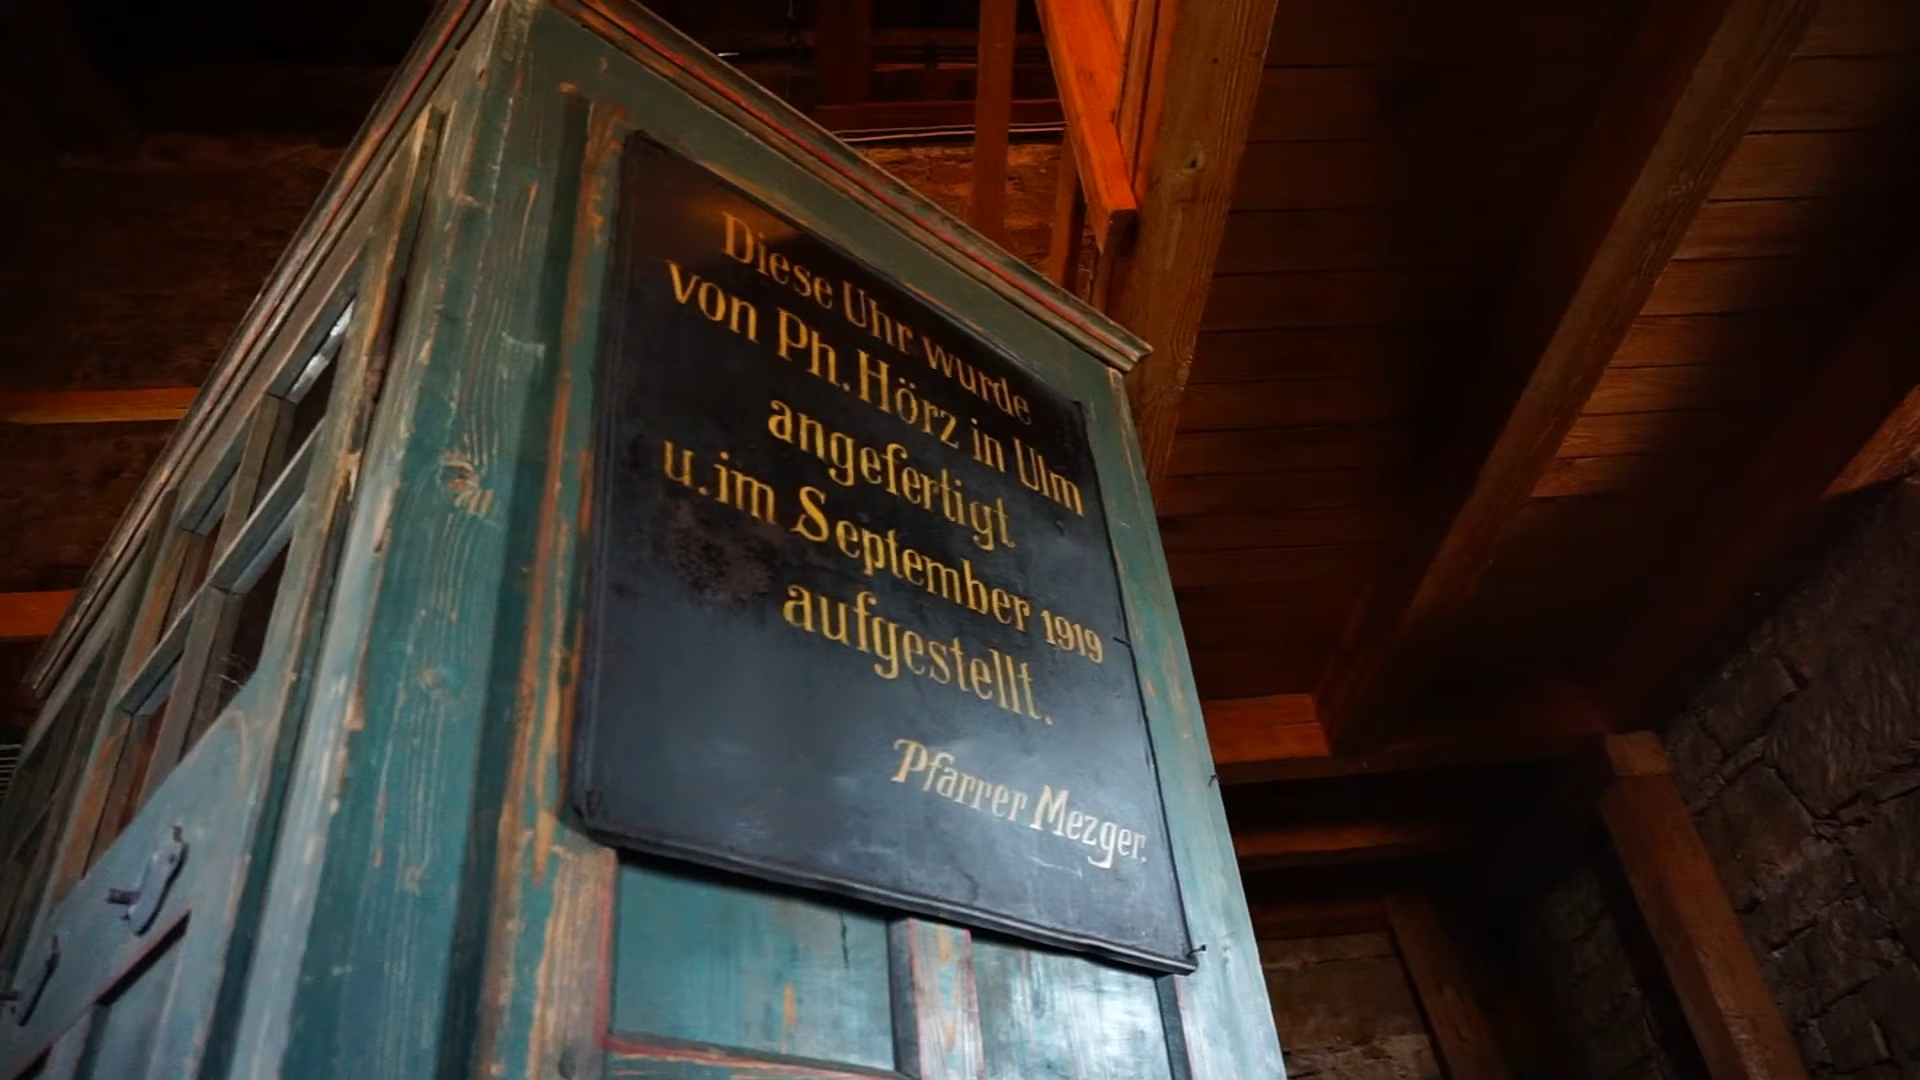 Diese Uhr wurde
von Ph. Hörz in Ulm
angefertigt
u. im September 1919
aufgestellt.
Pfarrer Mezger.